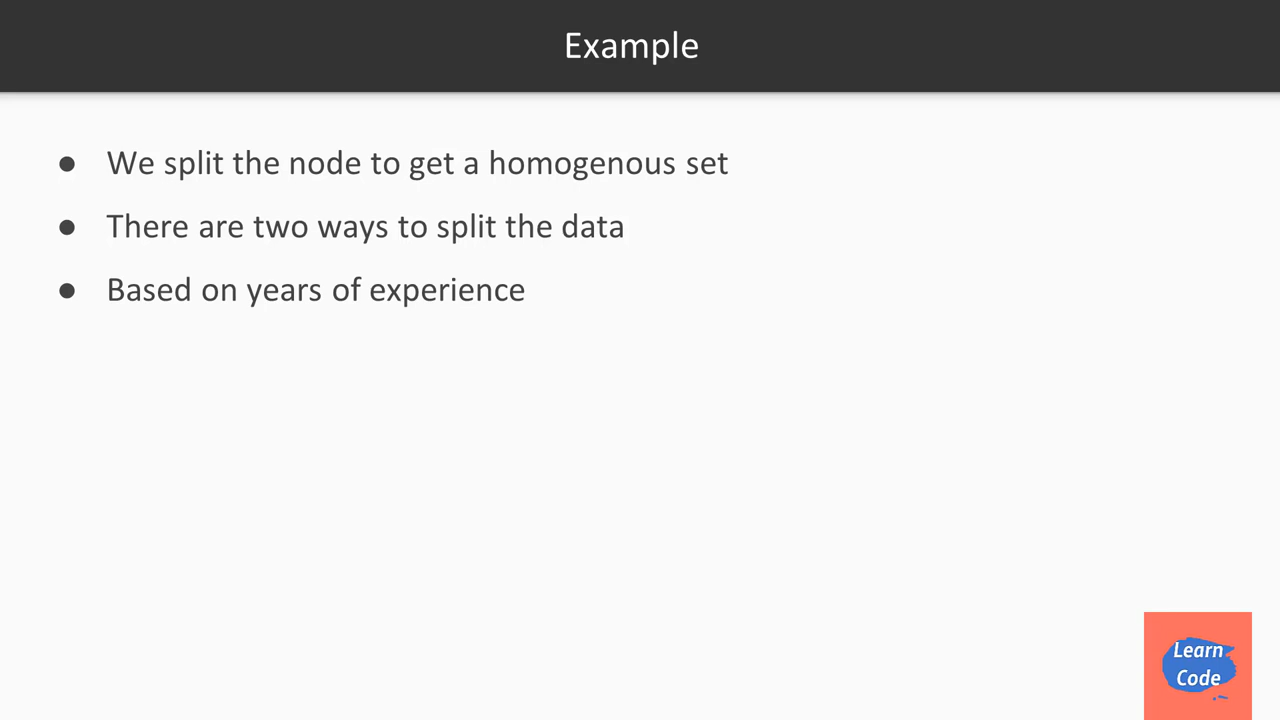 Example
● We split the node to get a homogenous set
● There are two ways to split the data
● Based on years of experience
Learn
Code